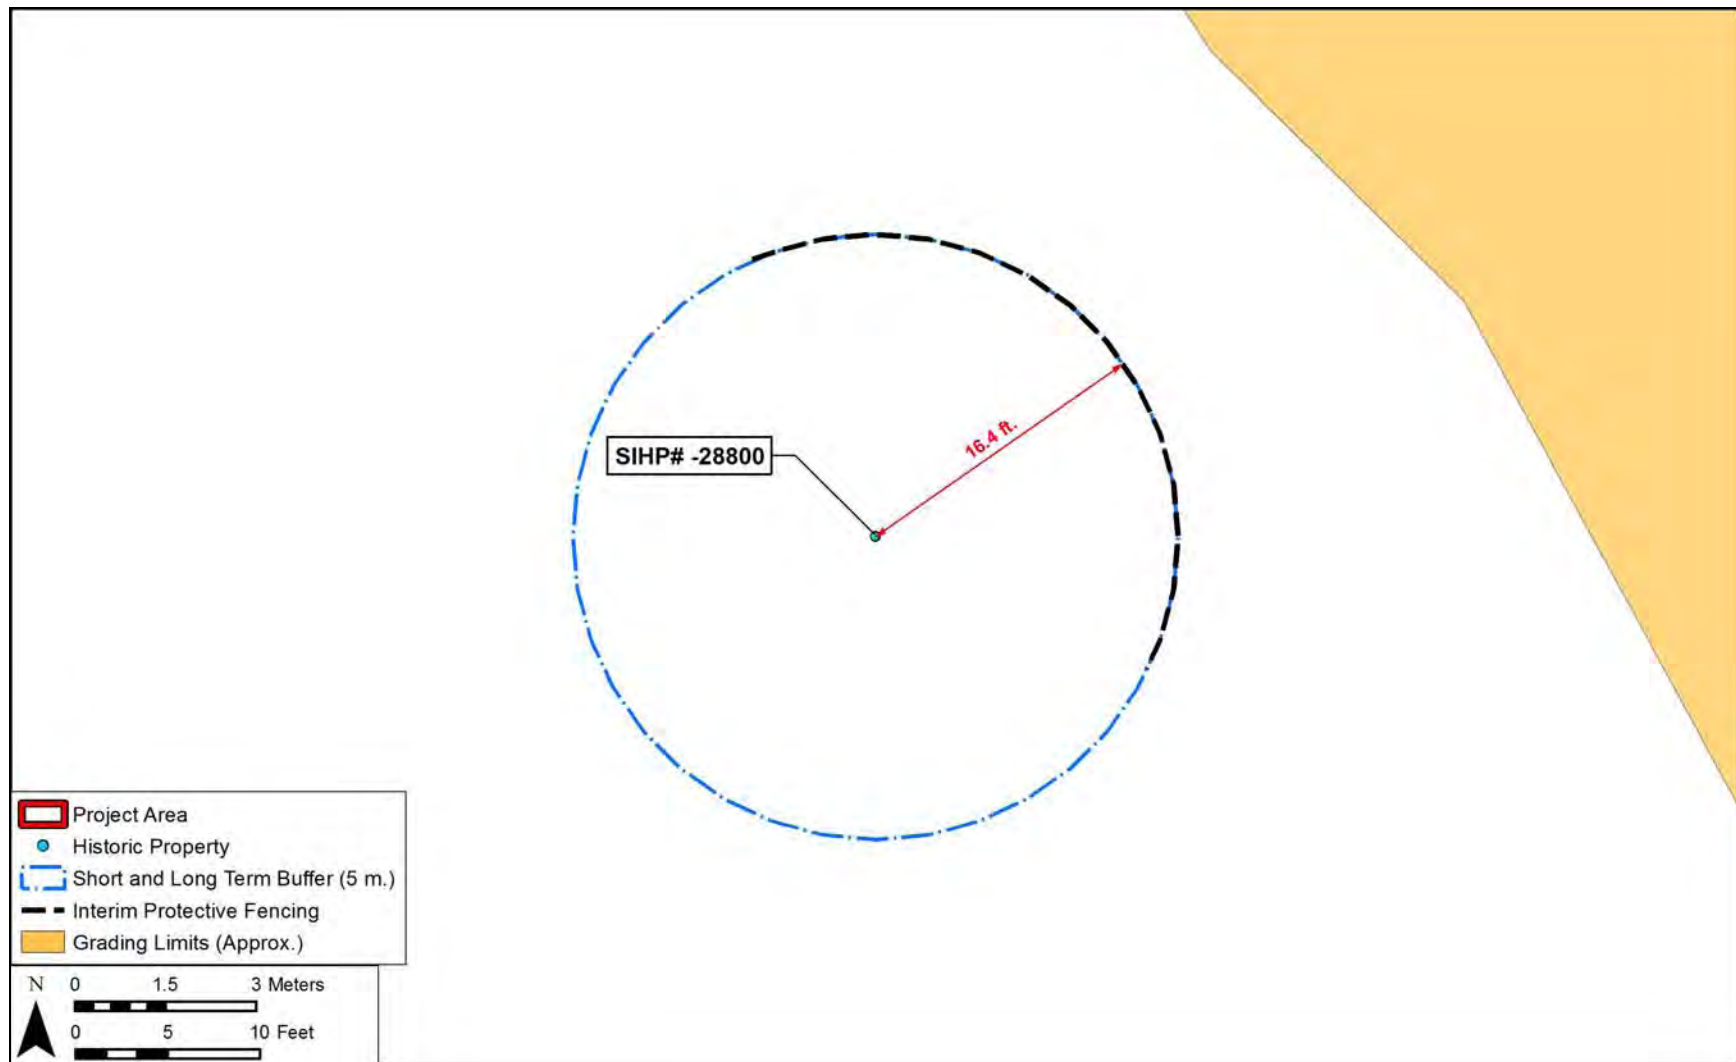 16.4 ft.
SIHP# -28800
Project Area
Historic Property
Short and Long Term Buffer (5 m.)
Interim Protective Fencing
Grading Limits (Approx.)
N
0 1.5 3 Meters
0 5 10 Feet